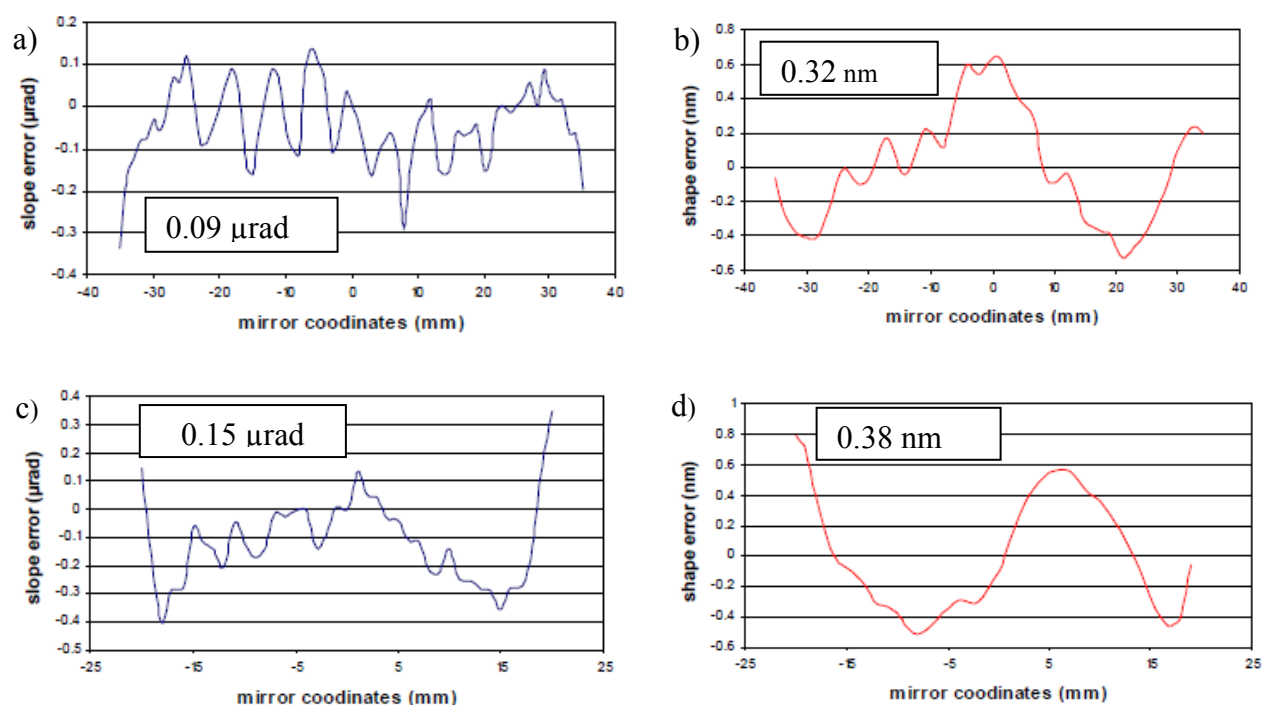 a)
0.2
0.1
0
-0.1
-0.2
-0.3
-0.4
slope error (µrad)
0.09 µrad
-40 -30 -20 -10 0 10 20 30 40
mirror coodinates (mm)
b)
0.8
0.6
0.4
0.2
0
-0.2
-0.4
-0.6
shape error (nm)
0.32 nm
-40 -30 -20 -10 0 10 20 30 40
mirror coodinates (mm)
c)
0.4
0.3
0.2
0.1
0
-0.1
-0.2
-0.3
-0.4
-0.5
slope error (µrad)
0.15 µrad
-25 -15 -5 5 15 25
mirror coodinates (mm)
d)
1
0.8
0.6
0.4
0.2
0
-0.2
-0.4
-0.6
shape error (nm)
0.38 nm
-25 -15 -5 5 15 25
mirror coodinates (mm)